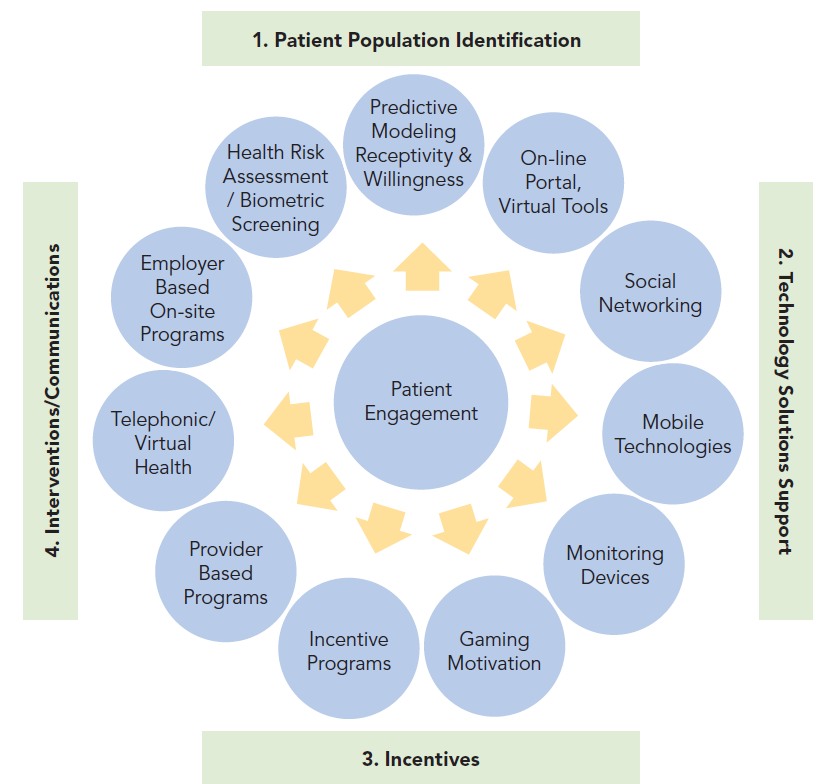 1. Patient Population Identification
Predictive
Modeling
Receptivity &
Willingness
On-line
Portal,
Virtual Tools
Social
Networking
2. Technology Solutions Support
Mobile
Technologies
Monitoring
Devices
Gaming
Motivation
3. Incentives
Incentive
Programs
Provider
Based
Programs
Telephonic/
Virtual
Health
4. Interventions/Communications
Employer
Based
On-site
Programs
Health Risk
Assessment
/ Biometric
Screening
Patient
Engagement